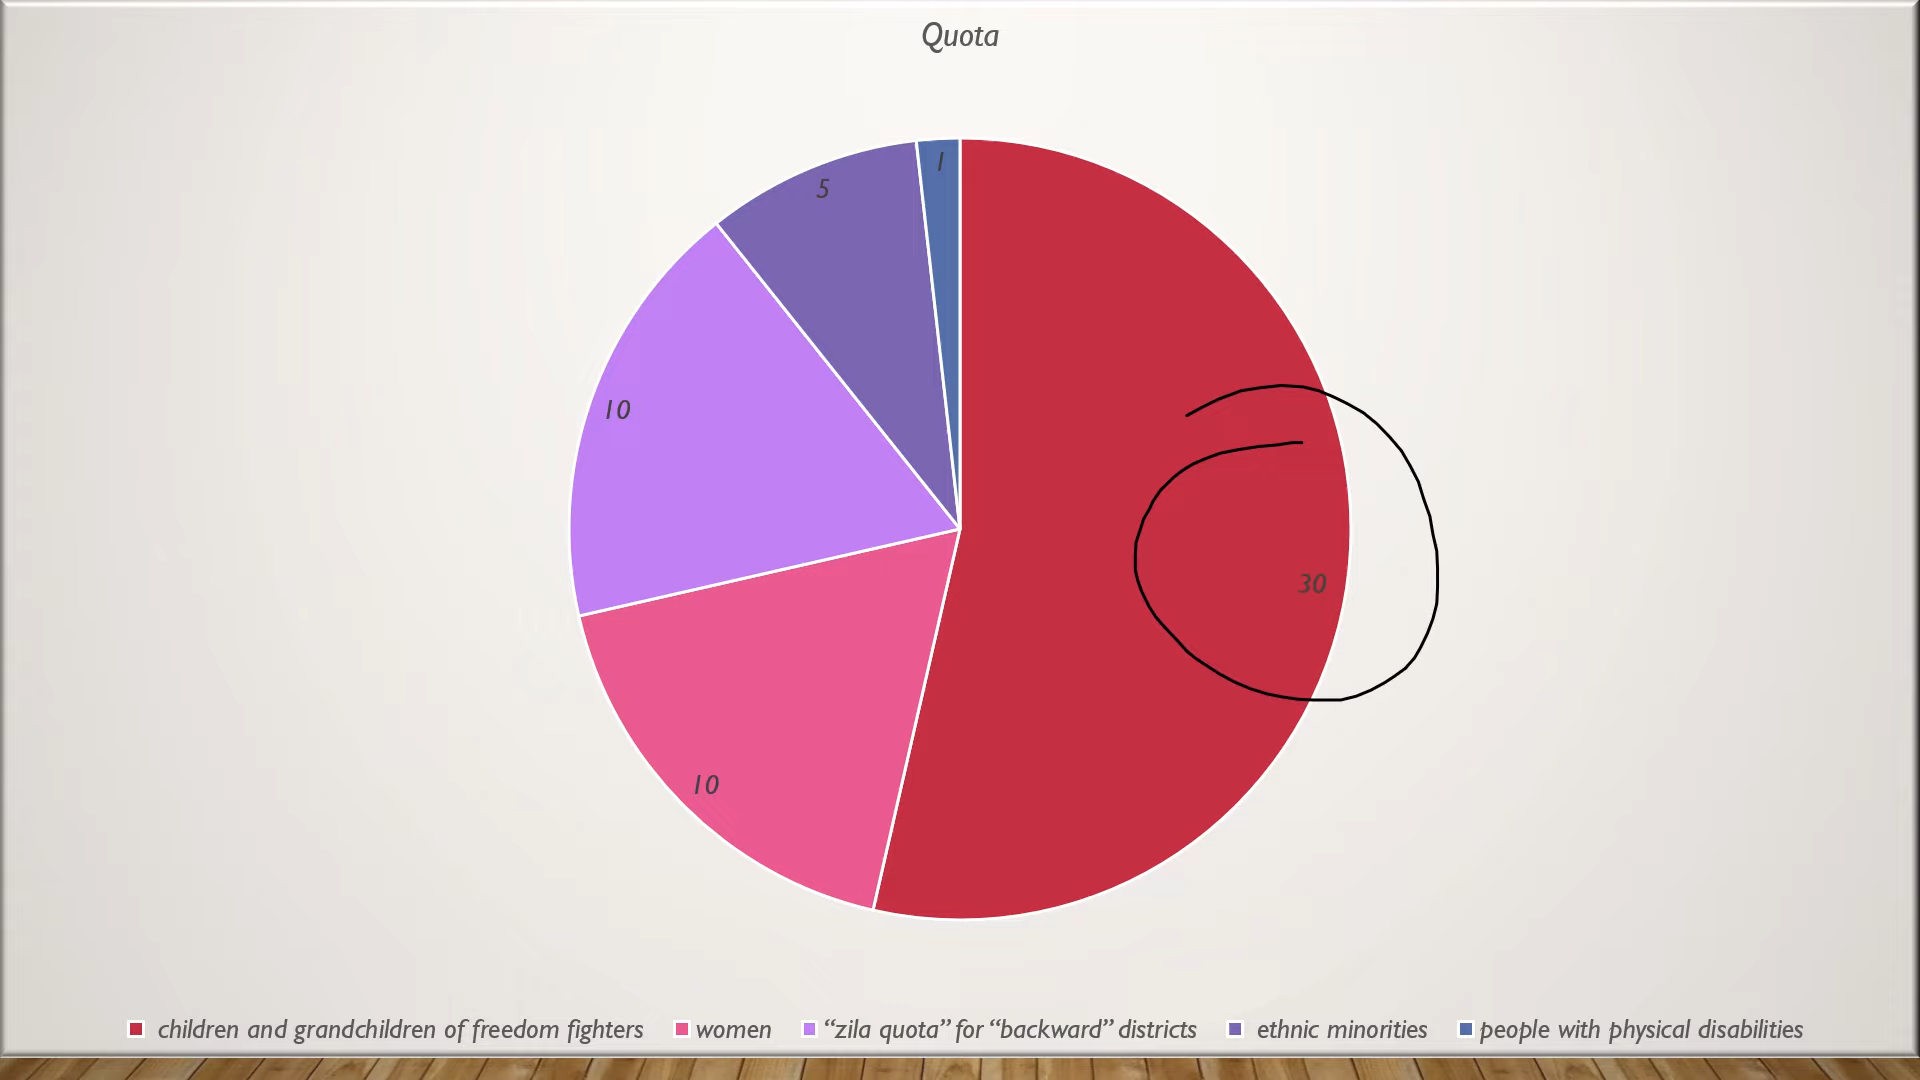 Quota
1
5
10
30
10
children and grandchildren of freedom fighters
women
“zila quota” for “backward” districts
ethnic minorities
people with physical disabilities